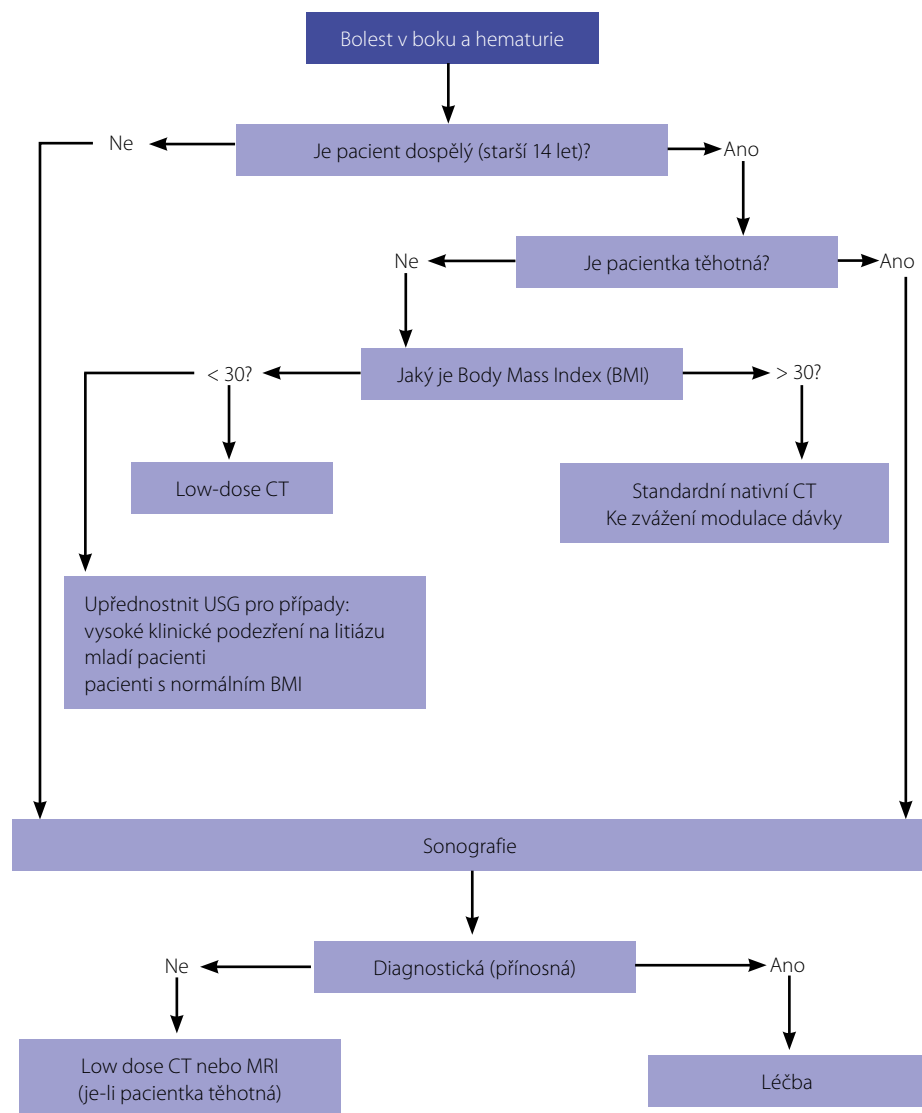 Bolest v boku a hematurie
Ne
Je pacient dospělý (starší 14 let)?
Ano
Ne
Je pacientka těhotná?
Ano
< 30?
Jaký je Body Mass Index (BMI)
> 30?
Low-dose CT
Standardní nativní CT
Ke zvážení modulace dávky
Upřednostnit USG pro případy:
vysoké klinické podezření na litiázu
mladí pacienti
pacienti s normálním BMI
Sonografie
Ne
Diagnostická (přínosná)
Ano
Low dose CT nebo MRI
(je-li pacientka těhotná)
Léčba